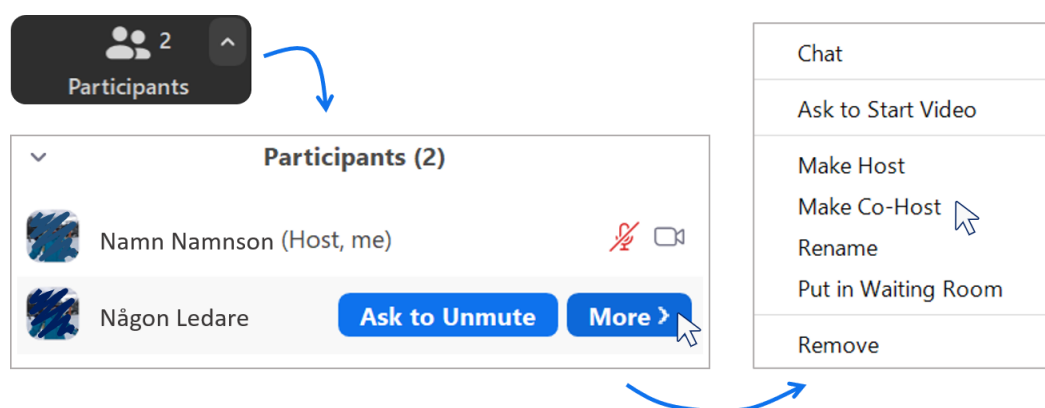 2
Participants
Participants (2)
Namn Namnson (Host, me)
Någon Ledare
Ask to Unmute
More
Chat
Ask to Start Video
Make Host
Make Co-Host
Rename
Put in Waiting Room
Remove